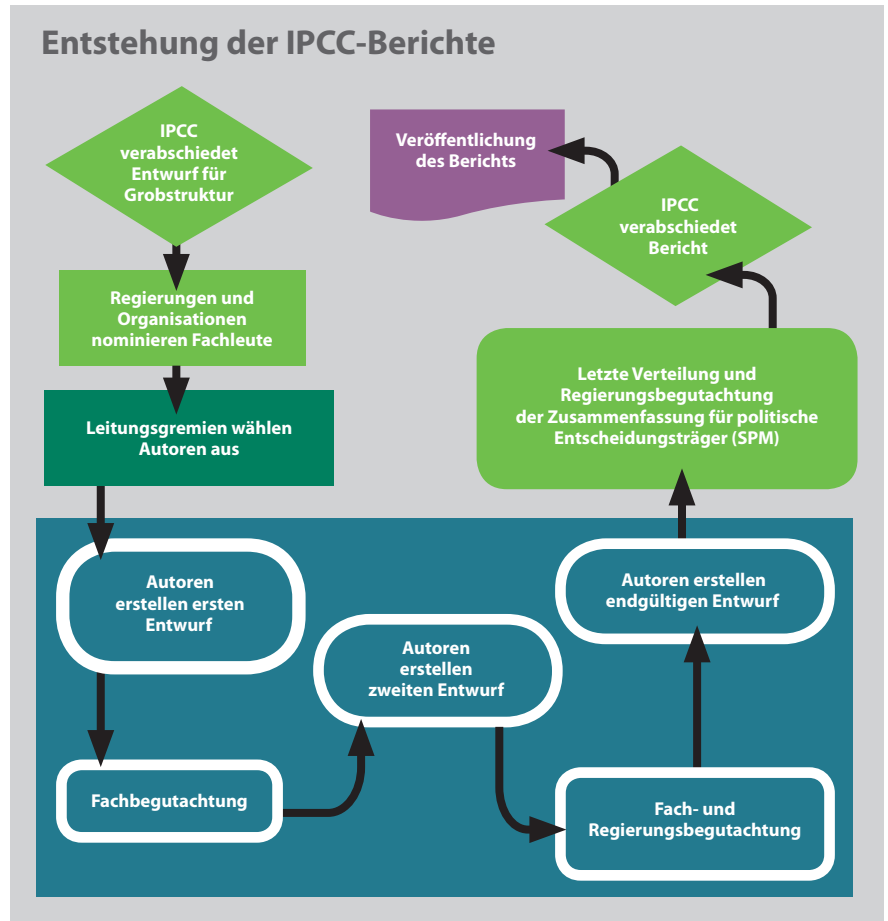 Entstehung der IPCC-Berichte
IPCC
verabschiedet
Entwurf für
Grobstruktur
Regierungen und
Organisationen
nominieren Fachleute
Leitungsgremien wählen
Autoren aus
Autoren
erstellen ersten
Entwurf
Fachbegutachtung
Autoren
erstellen
zweiten Entwurf
Fach- und
Regierungsbegutachtung
Autoren erstellen
endgültigen Entwurf
Letzte Verteilung und
Regierungsbegutachtung
der Zusammenfassung für politische
Entscheidungsträger (SPM)
IPCC
verabschiedet
Bericht
Veröffentlichung
des Berichts